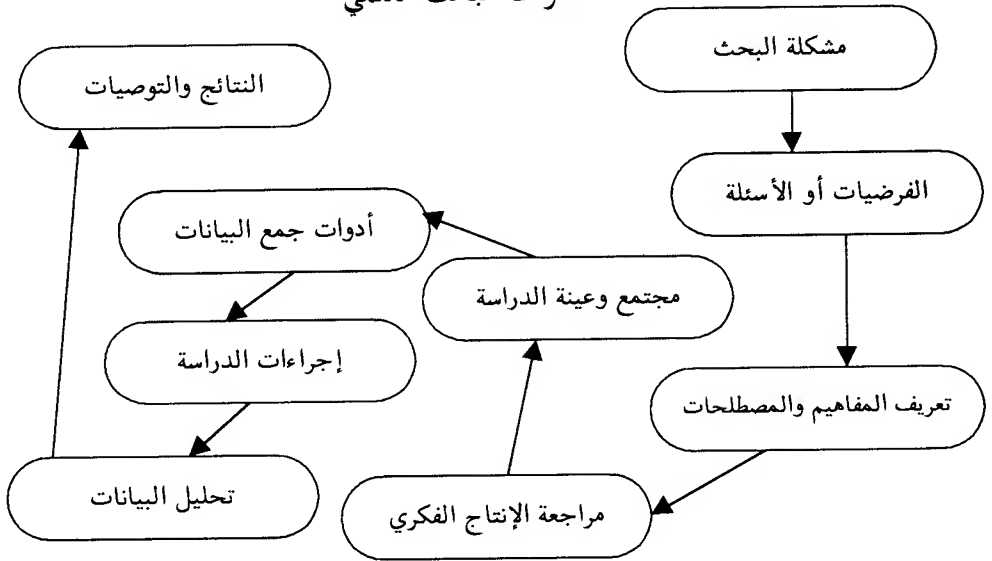 مشكلة البحث
الفرضيات أو الأسئلة
تعريف المفاهيم والمصطلحات
مراجعة الإنتاج الفكري
مجتمع وعينة الدراسة
أدوات جمع البيانات
إجراءات الدراسة
تحليل البيانات
النتائج والتوصيات